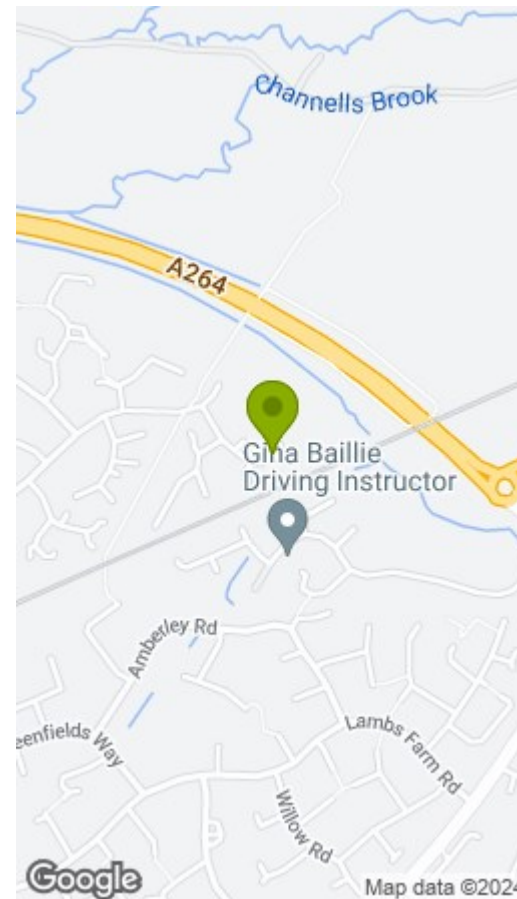 Channells Brook
A264
Gina Baillie
Driving Instructor
Amberley Rd
eenfields Way
Lambs Farm Rd
Willow Rd
Google
Map data ©2024